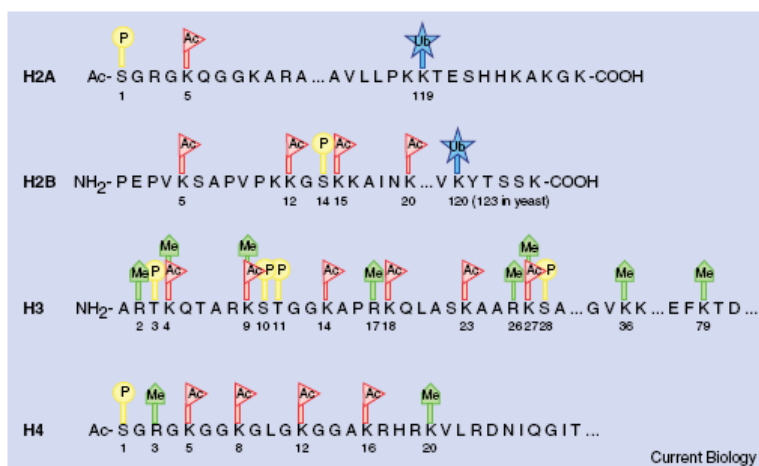 P Ac Ub
H2A Ac- S G R G K Q G G K A R A ... A V L L P K K T E S H H K A K G K -COOH
1 5 119
Ac Ac P Ac Ac Ub
H2B NH2- P E P V K S A P V P K K G S K K A I N K ... V K Y T S S K -COOH
5 12 14 15 20 120 (123 in yeast)
Me Me Me
Me P Ac Ac P P Ac Me Ac Ac Me Ac P Me Me
H3 NH2- A R T K Q T A R K S T G G K A P R K Q L A S K A A R K S A ... G V K K ... E F K T D ...
2 3 4 9 10 11 14 17 18 23 26 27 28 36 79
P Me Ac Ac Ac Ac Me
H4 Ac- S G R G K G G K G L G K G G A K R H R K V L R D N I Q G I T ...
1 3 5 8 12 16 20
Current Biology